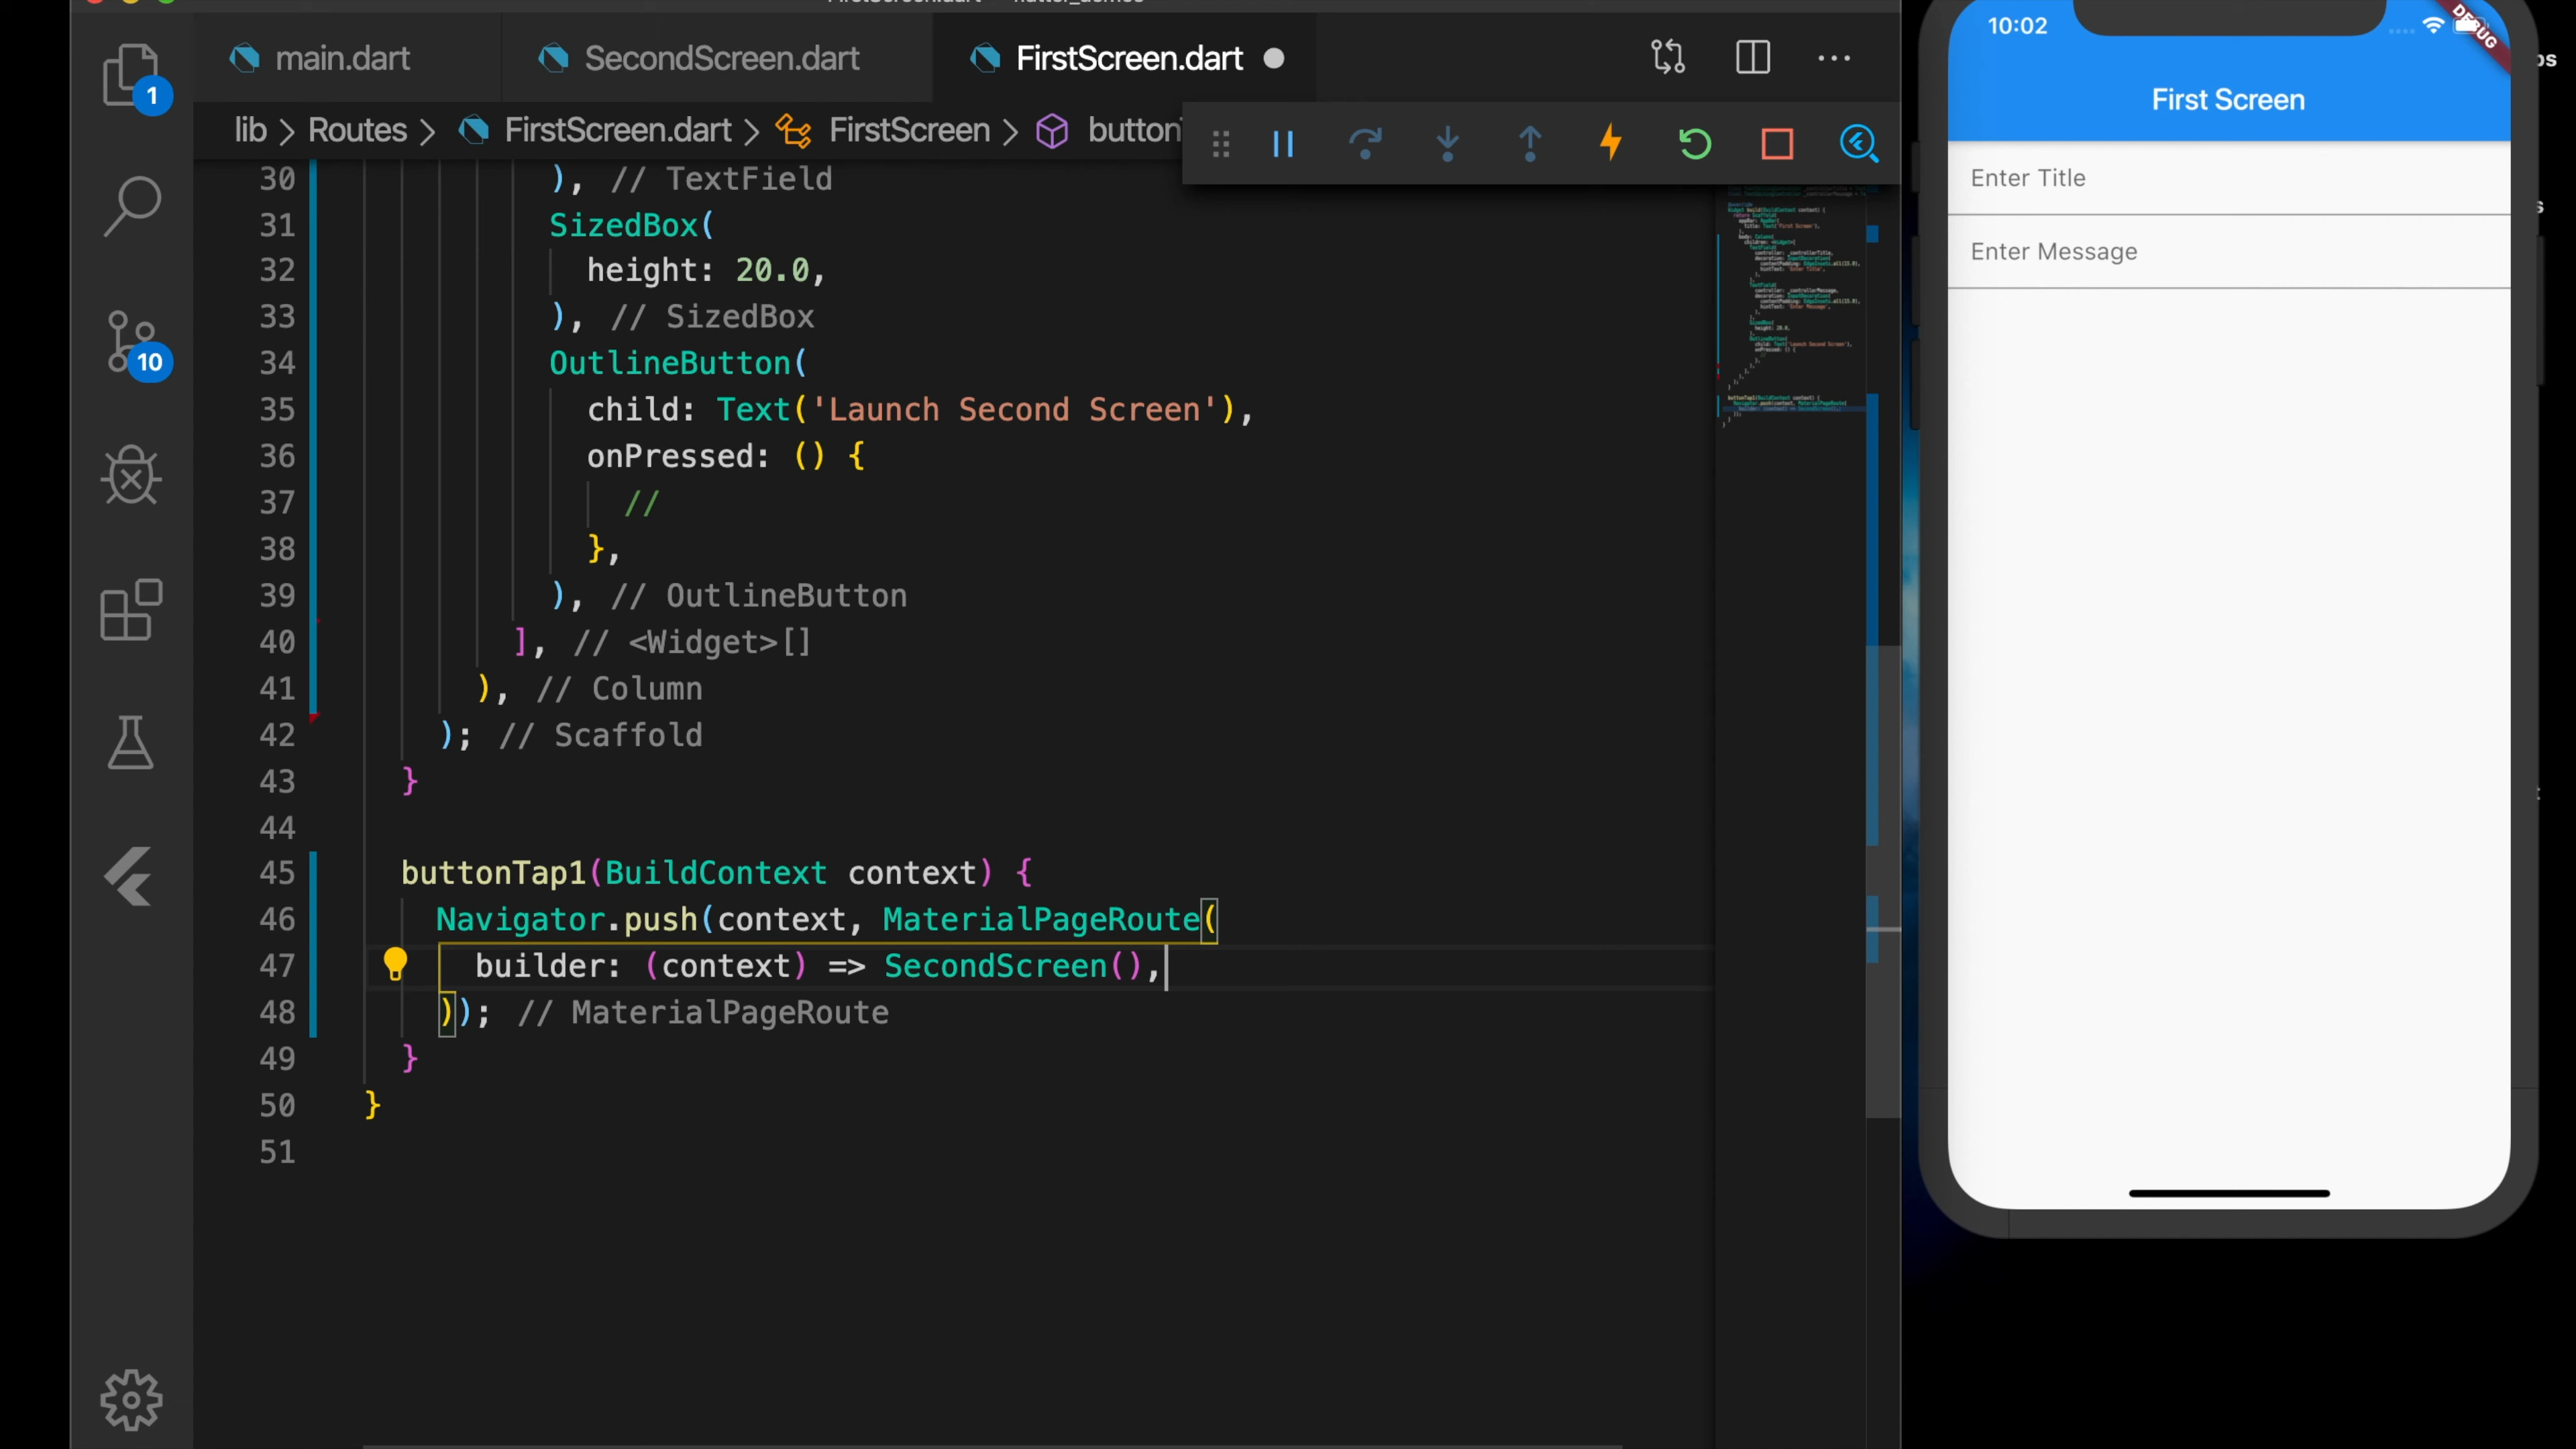 main.dart
SecondScreen.dart
FirstScreen.dart
1
10
lib > Routes > FirstScreen.dart > FirstScreen >
30 ), // TextField
31 SizedBox(
32 height: 20.0,
33 ), // SizedBox
34 OutlineButton(
35 child: Text('Launch Second Screen'),
36 onPressed: () {
37 //
38 },
39 ), // OutlineButton
40 ], // <Widget>[]
41 ), // Column
42 ); // Scaffold
43 }
44
45 buttonTap1(BuildContext context) {
46 Navigator.push(context, MaterialPageRoute(
47 builder: (context) => SecondScreen(),
48 )); // MaterialPageRoute
49 }
50 }
51
10:02
DEBUG
First Screen
Enter Title
Enter Message